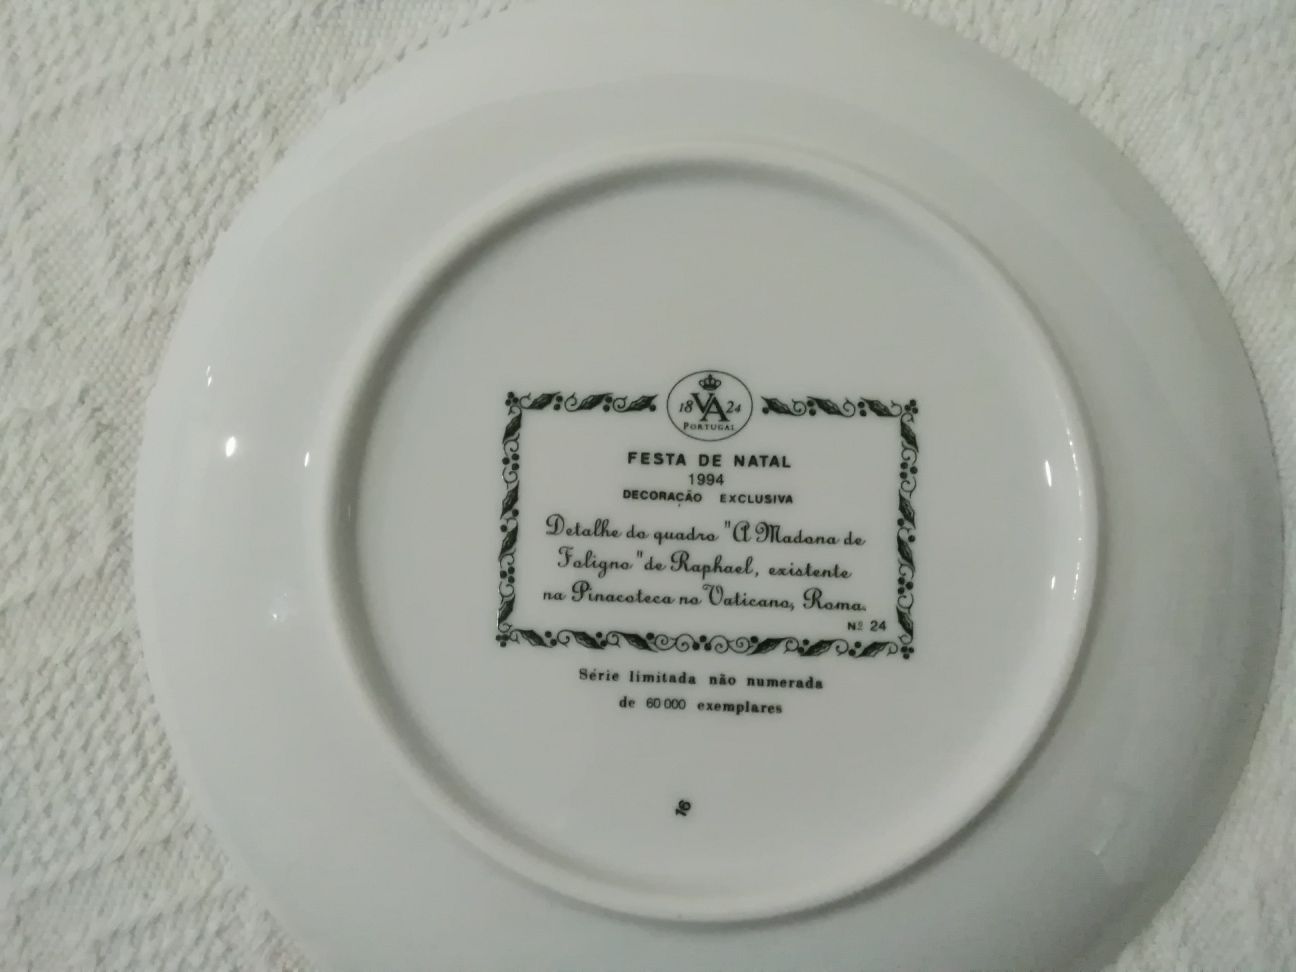 18 VA 24
PORTUGAL
FESTA DE NATAL
1994
DECORAÇÃO EXCLUSIVA
Detalhe do quadro "A Madona de
Foligno" de Raphael, existente
na Pinacoteca no Vaticano, Roma.
Nº 24
Série limitada não numerada
de 60 000 exemplares
16